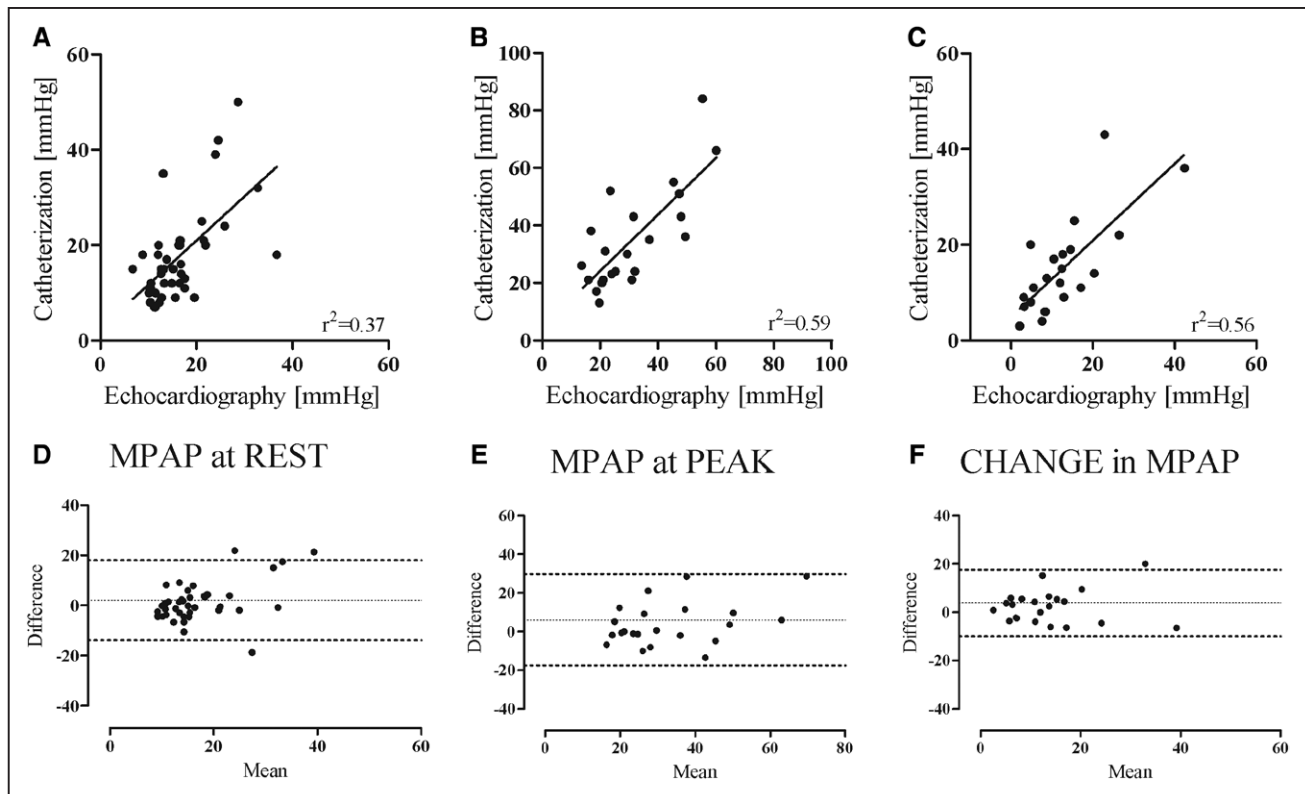 A
B
C
60
40
20
0
Catheterization [mmHg]
r²=0.37
0 20 40 60
Echocardiography [mmHg]
100
80
60
40
20
0
Catheterization [mmHg]
r²=0.59
0 20 40 60 80 100
Echocardiography [mmHg]
60
40
20
0
Catheterization [mmHg]
r²=0.56
0 20 40 60
Echocardiography [mmHg]
D MPAP at REST
40
20
0
-20
-40
Difference
0 20 40 60
Mean
E MPAP at PEAK
60
40
20
0
-20
-40
Difference
0 20 40 60 80
Mean
F CHANGE in MPAP
40
20
0
-20
-40
Difference
0 20 40 60
Mean